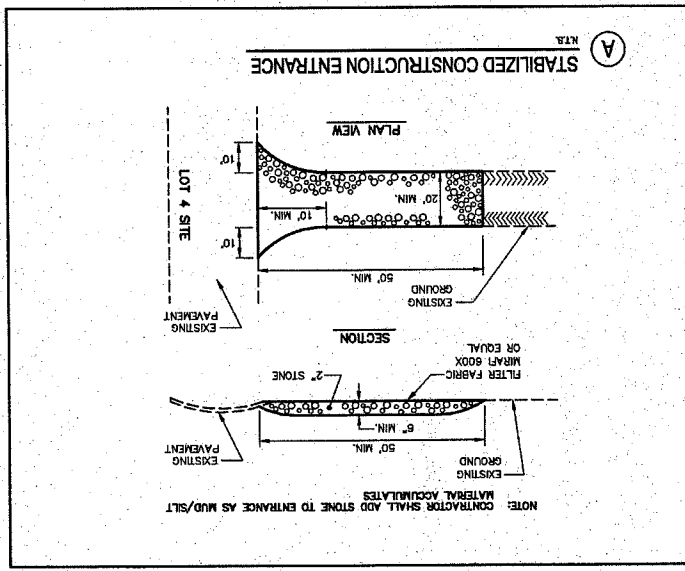 NOTE: CONTRACTOR SHALL ADD STONE TO ENTRANCE AS MUD/SILT
MATERIAL ACCUMULATES
EXISTING
GROUND
50' MIN.
EXISTING
PAVEMENT
6" MIN.
2" STONE
FILTER FABRIC
MIRAFI 600X
OR EQUAL
SECTION
EXISTING
GROUND
50' MIN.
EXISTING
PAVEMENT
10'
10' MIN.
20' MIN.
10'
LOT 4 SITE
PLAN VIEW
A
STABILIZED CONSTRUCTION ENTRANCE
N.T.S.